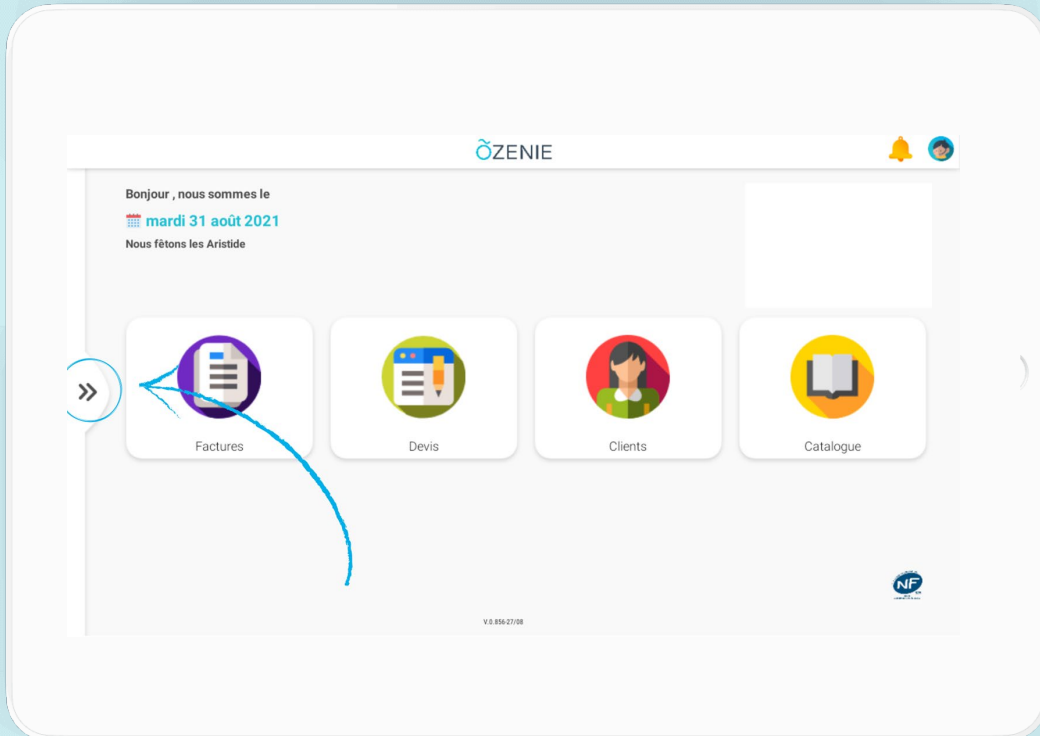 ÕZENIE
Bonjour , nous sommes le
mardi 31 août 2021
Nous fêtons les Aristide
Factures
Devis
Clients
Catalogue
NF
V.0.856-27/08